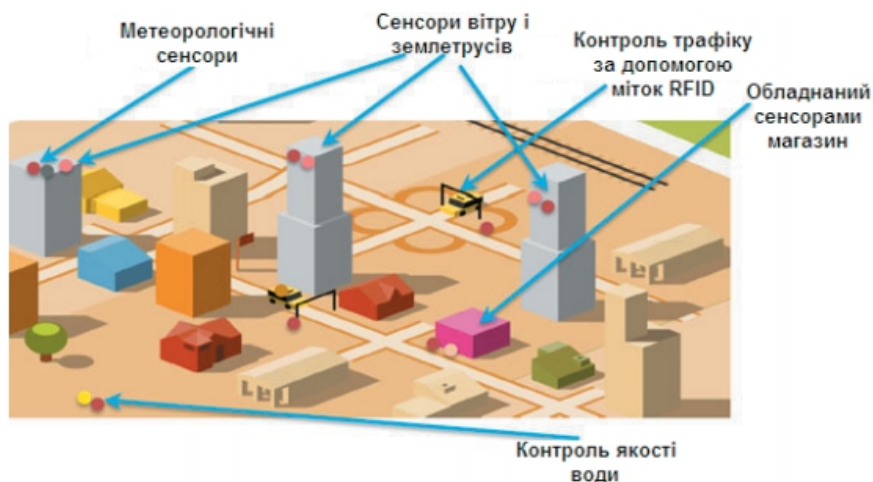 Метеорологічні
сенсори
Сенсори вітру і
землетрусів
Контроль трафіку
за допомогою
міток RFID
Обладнаний
сенсорами
магазин
Контроль якості
води